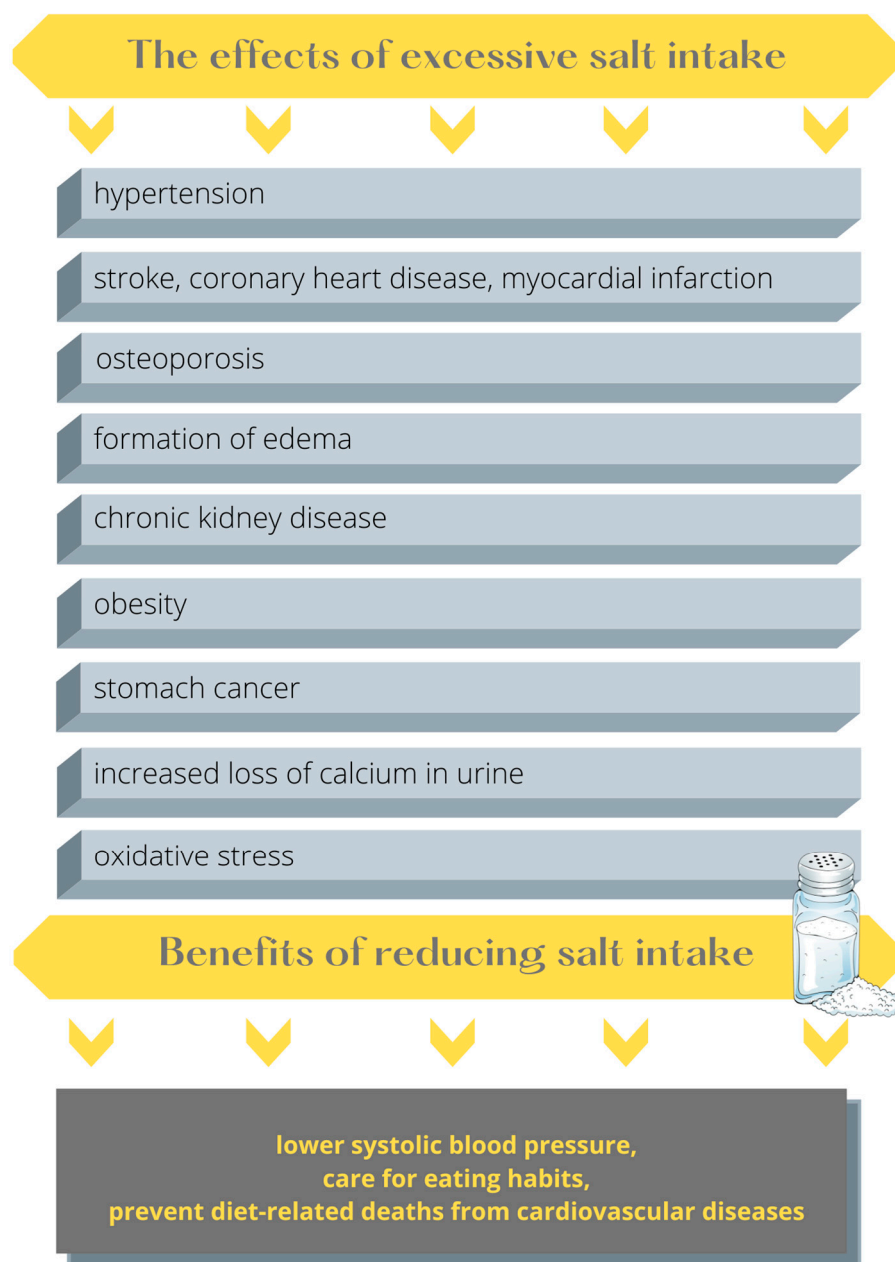 The effects of excessive salt intake
hypertension
stroke, coronary heart disease, myocardial infarction
osteoporosis
formation of edema
chronic kidney disease
obesity
stomach cancer
increased loss of calcium in urine
oxidative stress
Benefits of reducing salt intake
lower systolic blood pressure,
care for eating habits,
prevent diet-related deaths from cardiovascular diseases